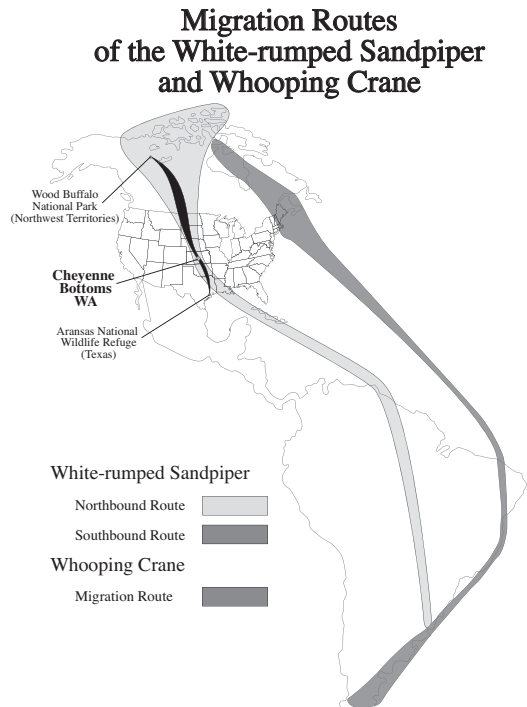 Migration Routes
of the White-rumped Sandpiper
and Whooping Crane
Wood Buffalo
National Park
(Northwest Territories)
Cheyenne
Bottoms
WA
Aransas National
Wildlife Refuge
(Texas)
White-rumped Sandpiper
Northbound Route
Southbound Route
Whooping Crane
Migration Route